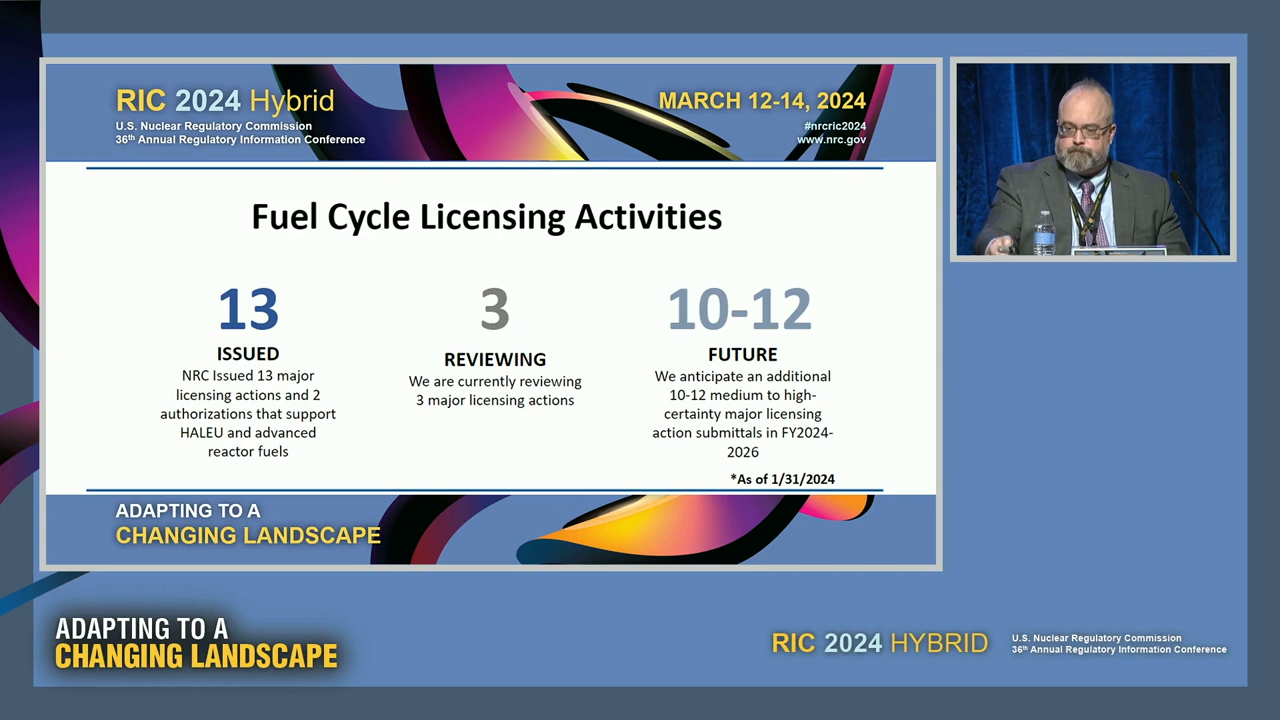 RIC 2024 Hybrid
U.S. Nuclear Regulatory Commission
36th Annual Regulatory Information Conference
MARCH 12-14, 2024
#nrcric2024
www.nrc.gov
Fuel Cycle Licensing Activities
13
ISSUED
NRC Issued 13 major
licensing actions and 2
authorizations that support
HALEU and advanced
reactor fuels
3
REVIEWING
We are currently reviewing
3 major licensing actions
10-12
FUTURE
We anticipate an additional
10-12 medium to high-
certainty major licensing
action submittals in FY2024-
2026
*As of 1/31/2024
ADAPTING TO A
CHANGING LANDSCAPE
ADAPTING TO A
CHANGING LANDSCAPE
RIC 2024 HYBRID
U.S. Nuclear Regulatory Commission
36th Annual Regulatory Information Conference